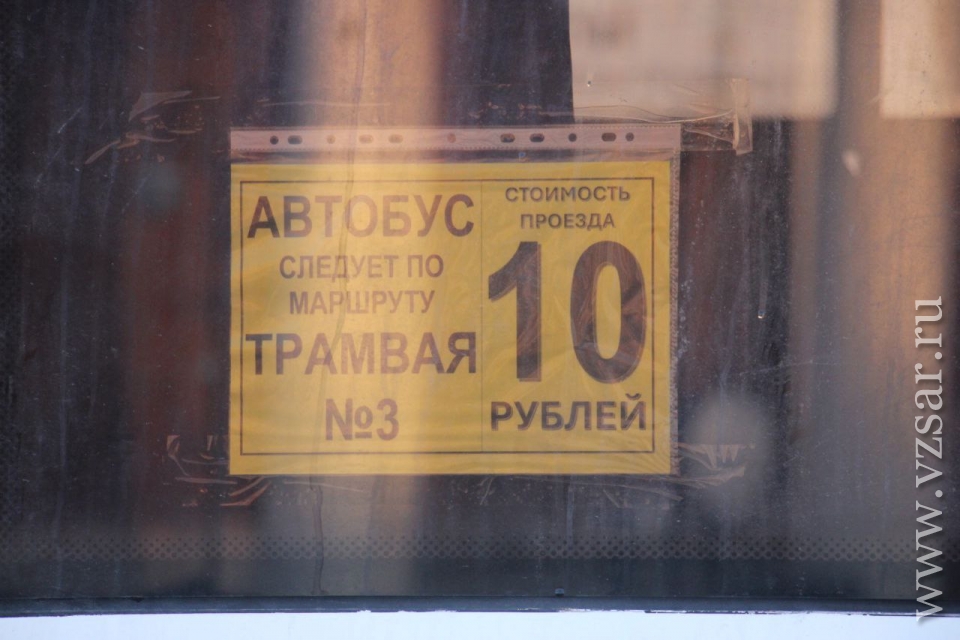 АВТОБУС
СЛЕДУЕТ ПО
МАРШРУТУ
ТРАМВАЯ
№3
СТОИМОСТЬ
ПРОЕЗДА
10
РУБЛЕЙ
www.vzsar.ru